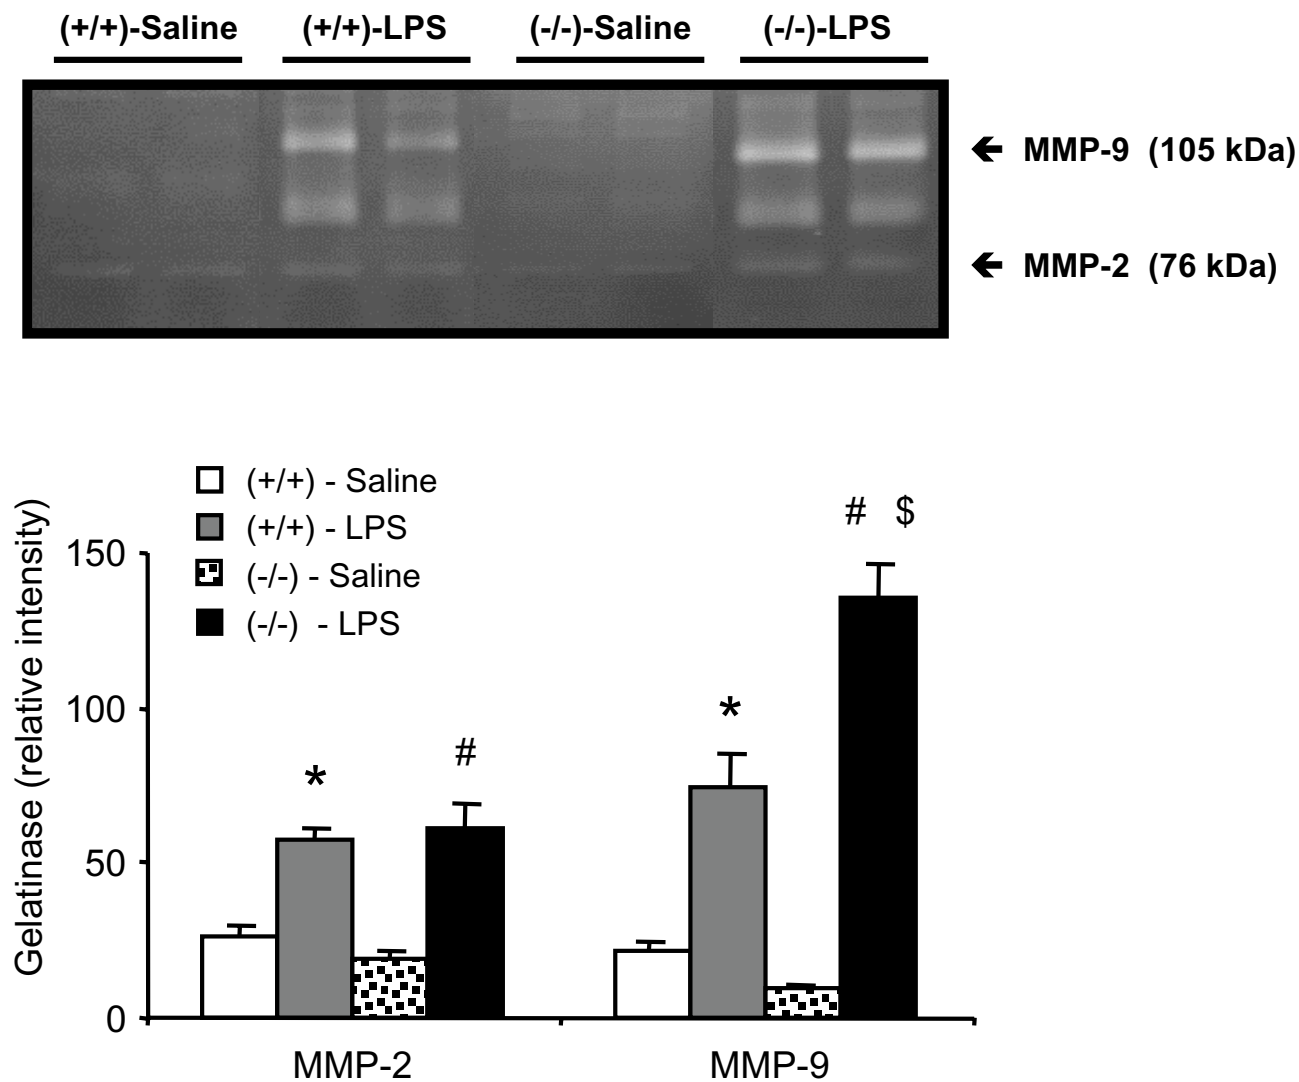 (+/+)-Saline (+/+)-LPS (-/-)-Saline (-/-)-LPS
🡰 MMP-9 (105 kDa)
🡰 MMP-2 (76 kDa)
(+/+) - Saline
(+/+) - LPS
(-/-) - Saline
(-/-) - LPS
Gelatinase (relative intensity)
# $
150
100
*
* #
50
0
MMP-2 MMP-9